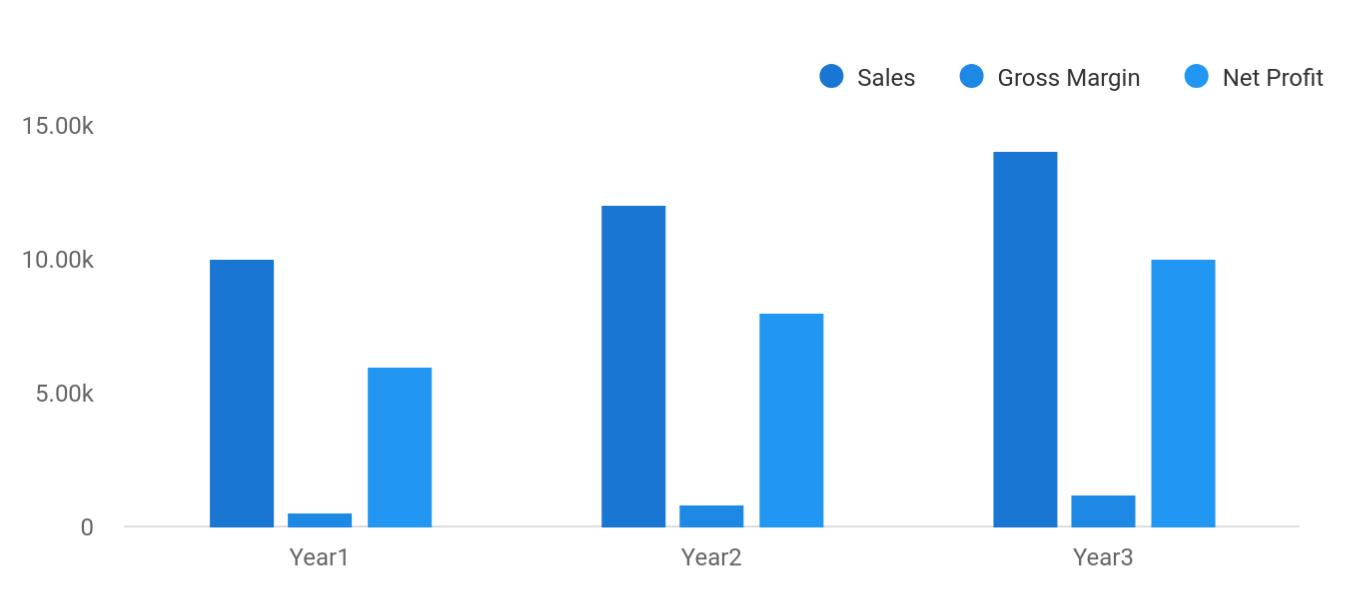 Sales Gross Margin Net Profit
15.00k
10.00k
5.00k
0
Year1 Year2 Year3